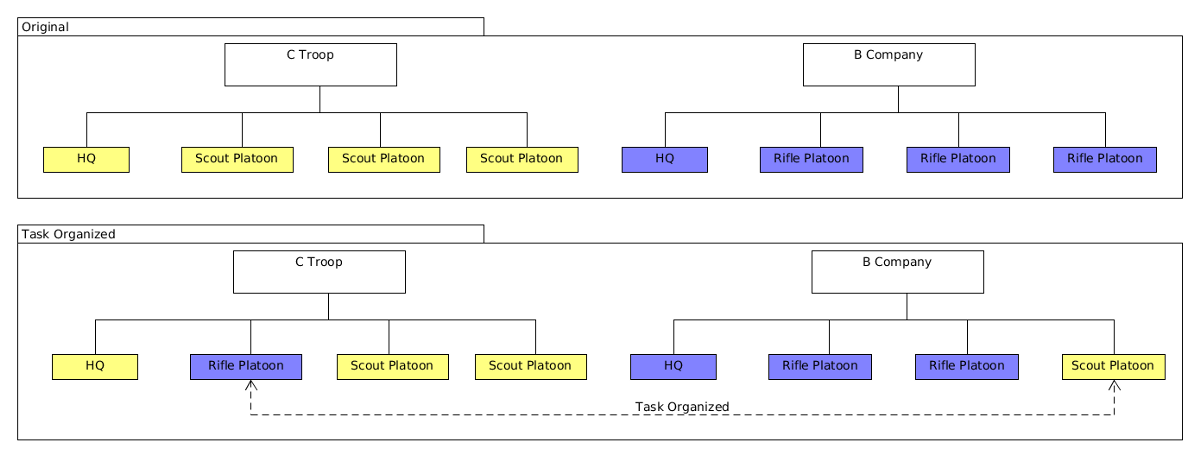 Original
C Troop
B Company
HQ
Scout Platoon
Scout Platoon
Scout Platoon
HQ
Rifle Platoon
Rifle Platoon
Rifle Platoon
Task Organized
C Troop
B Company
HQ
Rifle Platoon
Scout Platoon
Scout Platoon
HQ
Rifle Platoon
Rifle Platoon
Scout Platoon
Task Organized